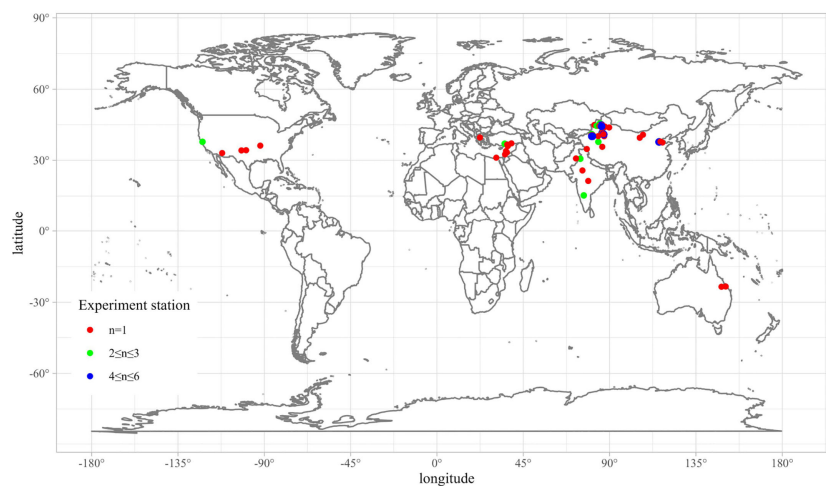 90°
60°
30°
0°
-30°
-60°
latitude
Experiment station
n=1
2≤n≤3
4≤n≤6
-180°
-135°
-90°
-45°
0°
45°
90°
135°
180°
longitude